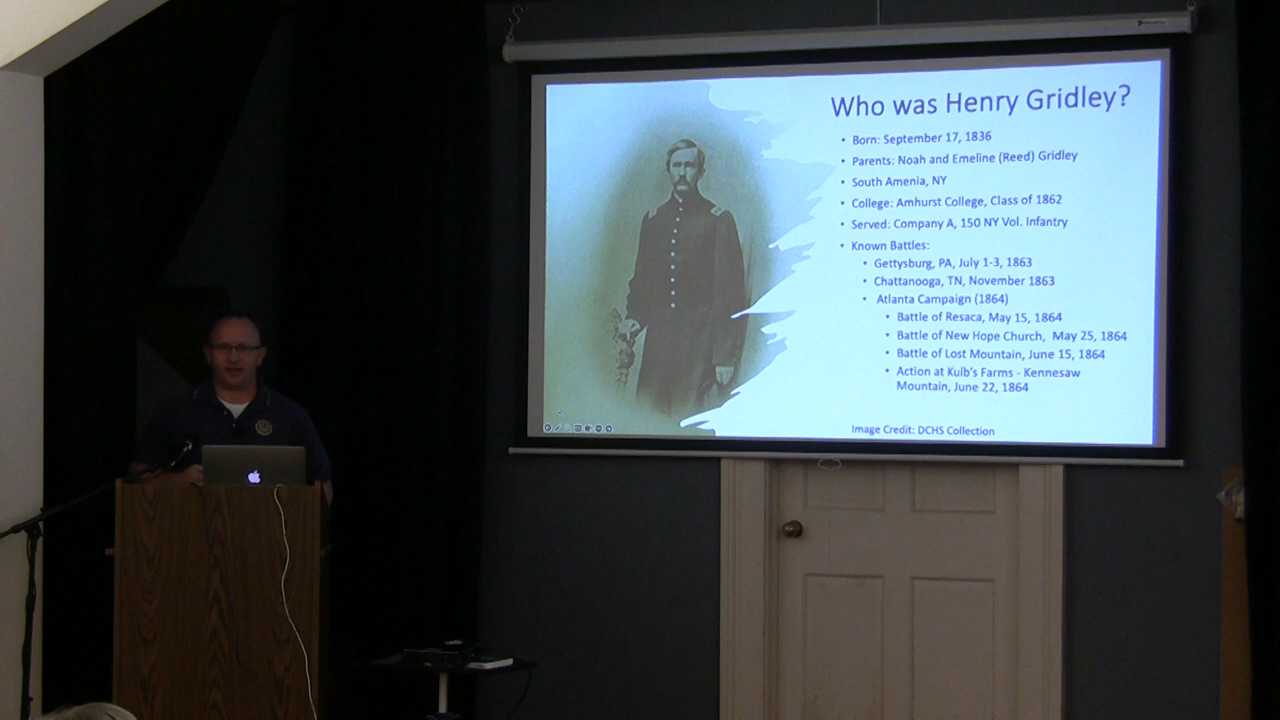 Who was Henry Gridley?
• Born: September 17, 1836
• Parents: Noah and Emeline (Reed) Gridley
• South Amenia, NY
• College: Amhurst College, Class of 1862
• Served: Company A, 150 NY Vol. Infantry
• Known Battles:
• Gettysburg, PA, July 1-3, 1863
• Chattanooga, TN, November 1863
• Atlanta Campaign (1864)
• Battle of Resaca, May 15, 1864
• Battle of New Hope Church, May 25, 1864
• Battle of Lost Mountain, June 15, 1864
• Action at Kulb's Farms - Kennesaw
Mountain, June 22, 1864
Image Credit: DCHS Collection